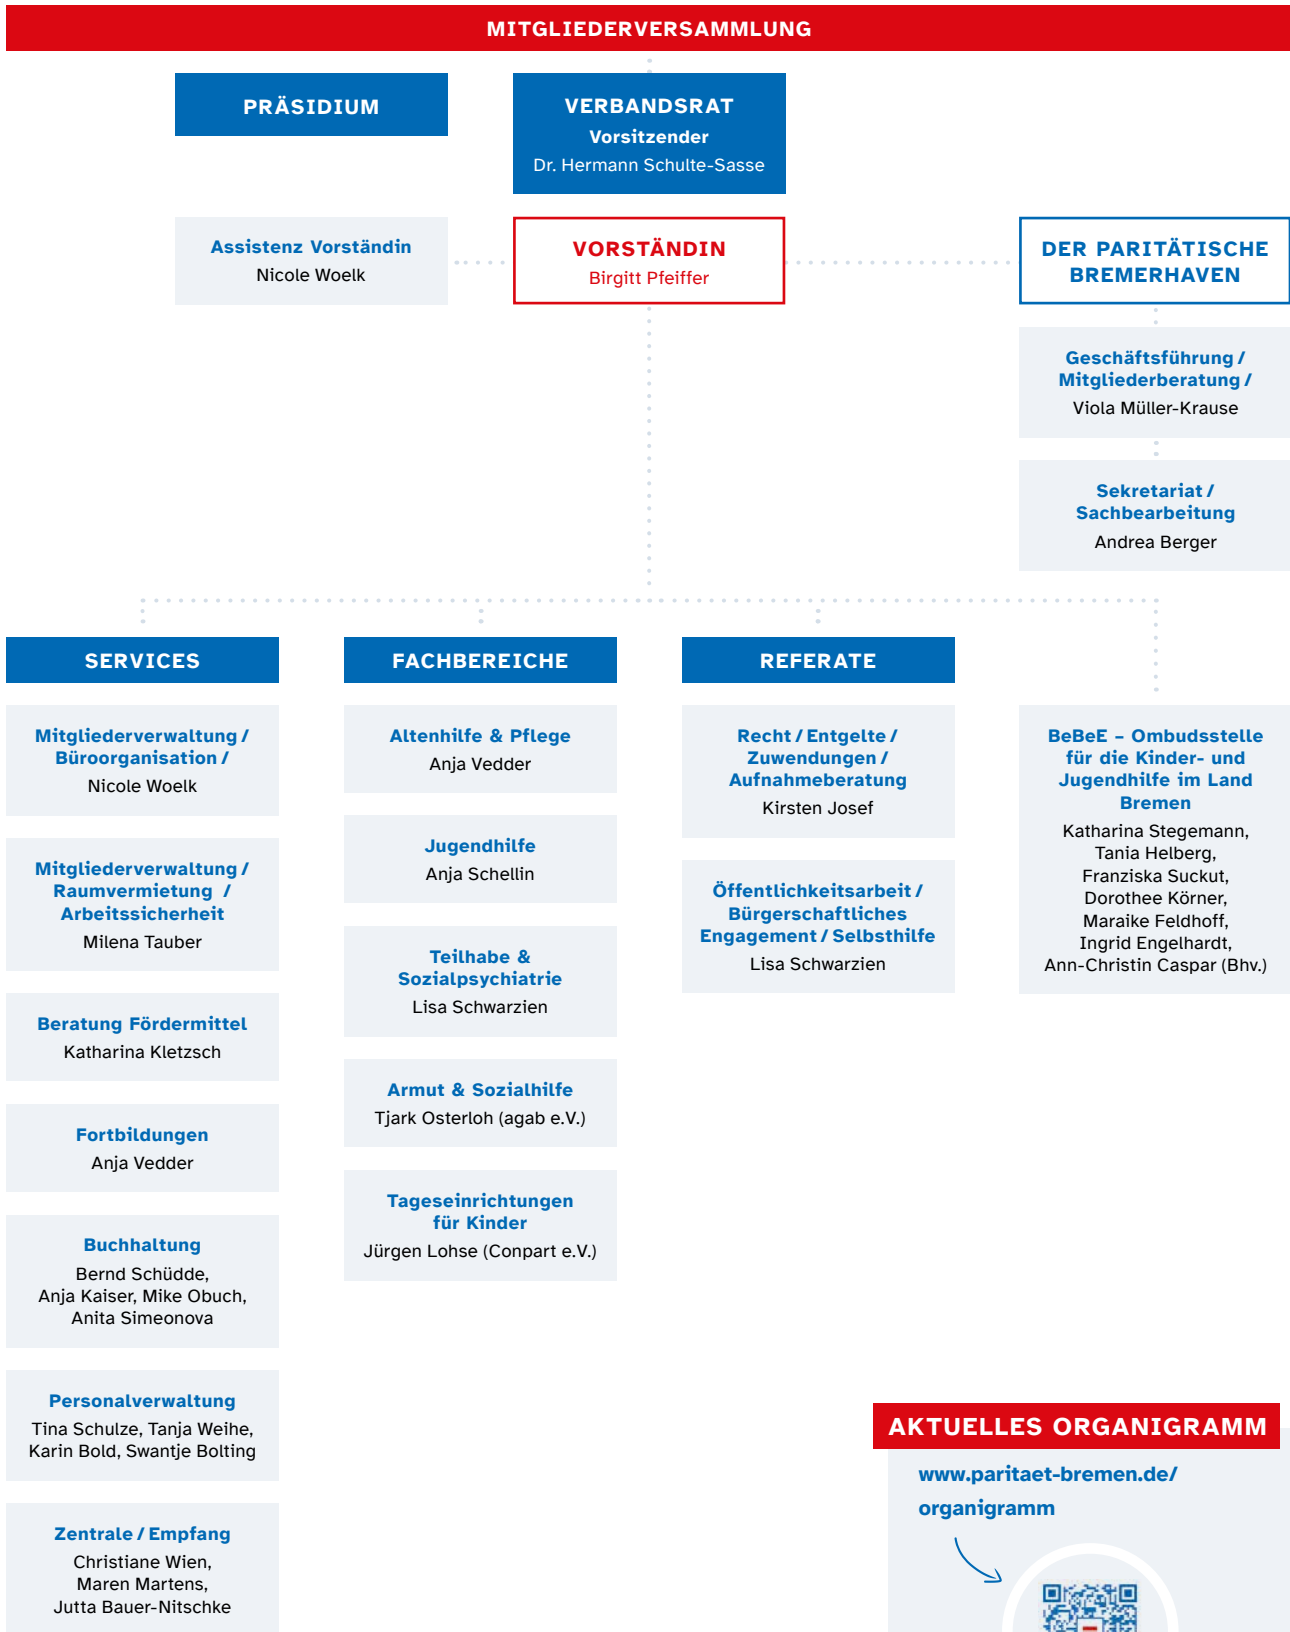 MITGLIEDERVERSAMMLUNG
PRÄSIDIUM
VERBANDSRAT
Vorsitzender
Dr. Hermann Schulte-Sasse
Assistenz Vorständin
Nicole Woelk
VORSTÄNDIN
Birgitt Pfeiffer
DER PARITÄTISCHE
BREMERHAVEN
Geschäftsführung /
Mitgliederberatung /
Viola Müller-Krause
Sekretariat /
Sachbearbeitung
Andrea Berger
SERVICES
Mitgliederverwaltung /
Büroorganisation /
Nicole Woelk
Mitgliederverwaltung /
Raumvermietung /
Arbeitssicherheit
Milena Tauber
Beratung Fördermittel
Katharina Kletzsch
Fortbildungen
Anja Vedder
Buchhaltung
Bernd Schüdde,
Anja Kaiser, Mike Obuch,
Anita Simeonova
Personalverwaltung
Tina Schulze, Tanja Weihe,
Karin Bold, Swantje Bolting
Zentrale / Empfang
Christiane Wien,
Maren Martens,
Jutta Bauer-Nitschke
FACHBEREICHE
Altenhilfe & Pflege
Anja Vedder
Jugendhilfe
Anja Schellin
Teilhabe &
Sozialpsychiatrie
Lisa Schwarzien
Armut & Sozialhilfe
Tjark Osterloh (agab e.V.)
Tageseinrichtungen
für Kinder
Jürgen Lohse (Conpart e.V.)
REFERATE
Recht / Entgelte /
Zuwendungen /
Aufnahmeberatung
Kirsten Josef
Öffentlichkeitsarbeit /
Bürgerschaftliches
Engagement / Selbsthilfe
Lisa Schwarzien
BeBeE – Ombudsstelle
für die Kinder- und
Jugendhilfe im Land
Bremen
Katharina Stegemann,
Tania Helberg,
Franziska Suckut,
Dorothee Körner,
Maraike Feldhoff,
Ingrid Engelhardt,
Ann-Christin Caspar (Bhv.)
AKTUELLES ORGANIGRAMM
www.paritaet-bremen.de/
organigramm